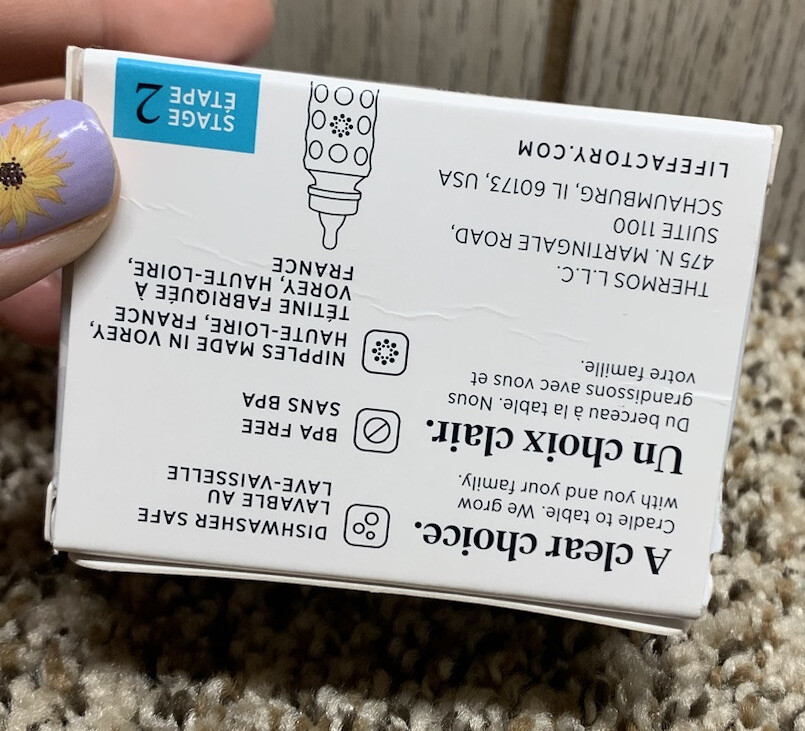 A clear choice.
Cradle to table. We grow
with you and your family.
Un choix clair.
Du berceau à la table. Nous
grandissons avec vous et
votre famille.
THERMOS L.L.C.
475 N. MARTINGALE ROAD,
SUITE 1100
SCHAUMBURG, IL 60173, USA
LIFEFACTORY.COM
DISHWASHER SAFE
LAVABLE AU
LAVE-VAISSELLE
BPA FREE
SANS BPA
NIPPLES MADE IN VOREY,
HAUTE-LOIRE, FRANCE
TÉTINE FABRIQUÉE À
VOREY, HAUTE-LOIRE,
FRANCE
STAGE
ÉTAPE 2